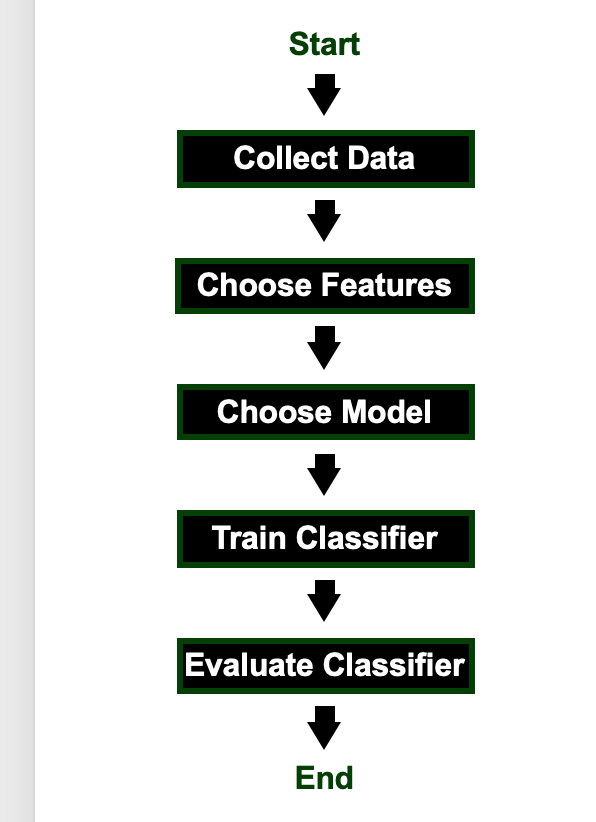 Start
Collect Data
Choose Features
Choose Model
Train Classifier
Evaluate Classifier
End